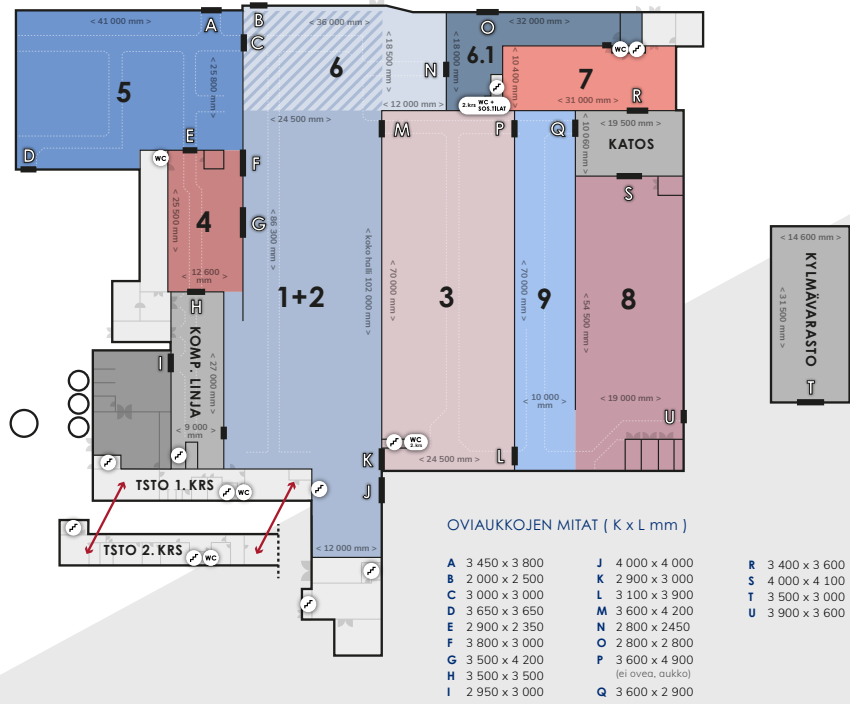 < 41 000 mm >
A
B
< 36 000 mm >
O
< 32 000 mm >
C
< 25 800 mm >
5
6
< 18 500 mm >
N
< 18 000 mm >
6.1
< 10 400 mm >
WC
7
< 12 000 mm >
2.krs WC +
SOS.TILAT
< 31 000 mm >
R
< 24 500 mm >
E
D
WC
F
M
P
Q
< 10 060 mm >
< 19 500 mm >
KATOS
S
4
< 25 500 mm >
G
< 86 300 mm >
< koko halli 102 000 mm >
< 12 600
mm >
H
1+2
3
< 70 000 mm >
9
< 70 000 mm >
8
< 54 500 mm >
< 14 600 mm >
KYLMÄVARASTO
< 31 500 mm >
T
KOMP. LINJA
< 27 000 mm >
I
< 9 000
mm >
< 10 000
mm >
< 19 000 mm >
U
WC
2.krs
K
< 24 500 mm >
L
J
TSTO 1. KRS
WC
TSTO 2. KRS
WC
< 12 000 mm >
OVIAUKKOJEN MITAT ( K x L mm )
A 3 450 x 3 800
B 2 000 x 2 500
C 3 000 x 3 000
D 3 650 x 3 650
E 2 900 x 2 350
F 3 800 x 3 000
G 3 500 x 4 200
H 3 500 x 3 500
I 2 950 x 3 000
J 4 000 x 4 000
K 2 900 x 3 000
L 3 100 x 3 900
M 3 600 x 4 200
N 2 800 x 2450
O 2 800 x 2 800
P 3 600 x 4 900
(ei ovea, aukko)
Q 3 600 x 2 900
R 3 400 x 3 600
S 4 000 x 4 100
T 3 500 x 3 000
U 3 900 x 3 600